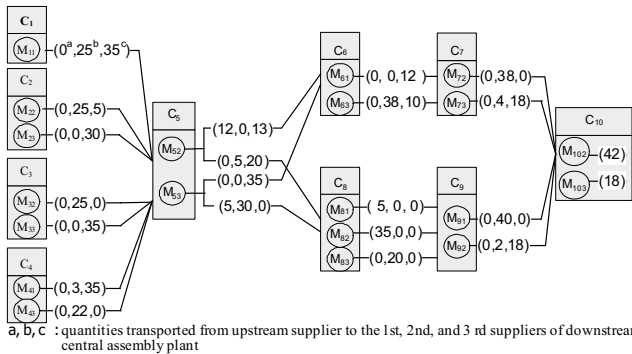 C1
M11 (0a,25b,35c)
C2
M22 (0,25,5)
M23 (0,0,30)
C3
M32 (0,25,0)
M33 (0,0,35)
C4
M41 (0,3,35)
M43 (0,22,0)
C5
M52 (12,0,13)
(0,5,20)
M53 (0,0,35)
(5,30,0)
C6
M61 (0, 0,12)
M63 (0,38,10)
C7
M72 (0,38,0)
M73 (0,4,18)
C8
M81 ( 5, 0, 0)
M82 (35,0,0)
M83 (0,20,0)
C9
M91 (0,40,0)
M92 (0,2,18)
C10
M102 (42)
M103 (18)
a, b, c : quantities transported from upstream supplier to the 1st, 2nd, and 3 rd suppliers of downstream
central assembly plant